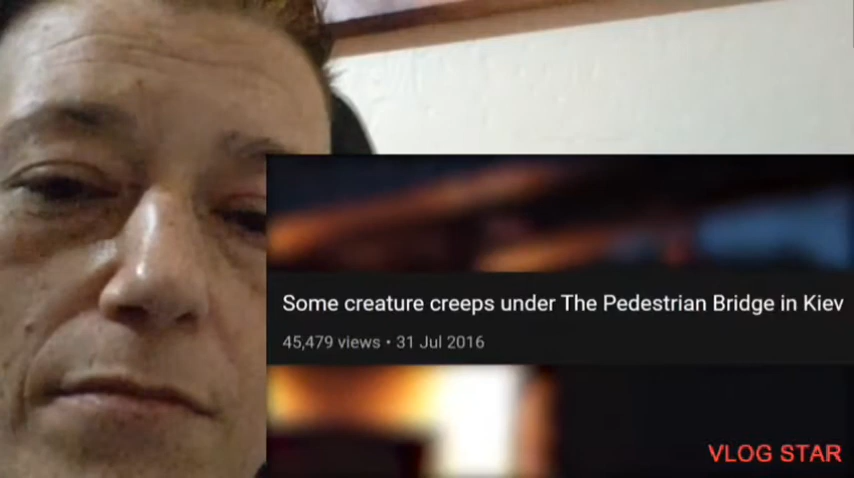 Some creature creeps under The Pedestrian Bridge in Kiev
45,479 views • 31 Jul 2016
VLOG STAR